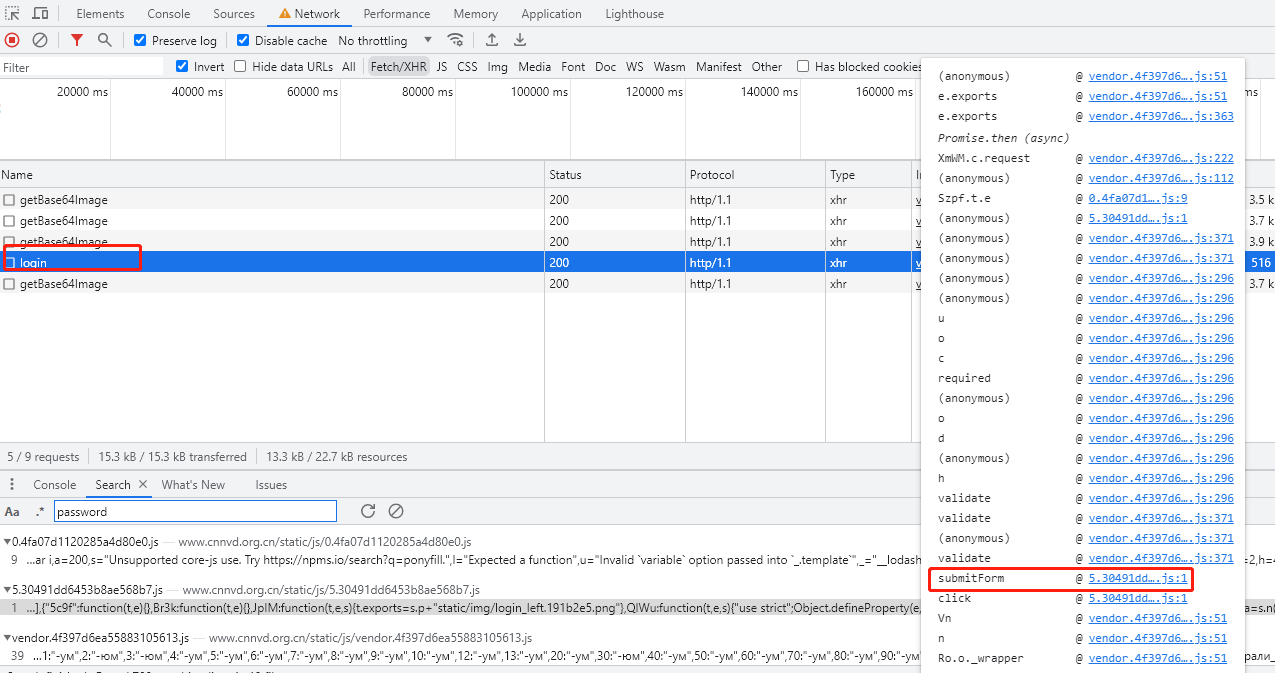 Elements Console Sources Network Performance Memory Application Lighthouse
Preserve log Disable cache No throttling
Filter Invert Hide data URLs All Fetch/XHR JS CSS Img Media Font Doc WS Wasm Manifest Other Has blocked cookies
20000 ms 40000 ms 60000 ms 80000 ms 100000 ms 120000 ms 140000 ms 160000 ms ms
Name Status Protocol Type
getBase64Image 200 http/1.1 xhr 3.5 k
getBase64Image 200 http/1.1 xhr 3.7 k
getBase64Image 200 http/1.1 xhr 3.9 k
login 200 http/1.1 xhr 516
getBase64Image 200 http/1.1 xhr 3.7 k
5 / 9 requests 15.3 kB / 15.3 kB transferred 13.3 kB / 22.7 kB resources
Console Search What's New Issues
Aa .* password
0.4fa07d1120285a4d80e0.js — www.cnnvd.org.cn/static/js/0.4fa07d1120285a4d80e0.js
9 …ar i,a=200,s="Unsupported core-js use. Try https://npms.io/search?q=ponyfill.",l="Expected a function",u="Invalid `variable` option passed into `_.template`",_="__lodash =2,h=4
5.30491dd6453b8ae568b7.js — www.cnnvd.org.cn/static/js/5.30491dd6453b8ae568b7.js
1 …],{"5c9f":function(t,e){},Br3k:function(t,e){},JpIM:function(t,e,s){t.exports=s.p+"static/img/login_left.191b2e5.png"},QIWu:function(t,e,s){"use strict";Object.defineProperty(e, a=s.n(
vendor.4f397d6ea55883105613.js — www.cnnvd.org.cn/static/js/vendor.4f397d6ea55883105613.js
39 …1:"-ум",2:"-юм",3:"-юм",4:"-ум",5:"-ум",6:"-ум",7:"-ум",8:"-ум",9:"-ум",10:"-ум",12:"-ум",13:"-ум",20:"-ум",30:"-юм",40:"-ум",50:"-ум",60:"-ум",70:"-ум",80:"-ум",90:"-ум"
(anonymous) @ vendor.4f397d6….js:51
e.exports @ vendor.4f397d6….js:51
e.exports @ vendor.4f397d6….js:363
Promise.then (async)
XmWM.c.request @ vendor.4f397d6….js:222
(anonymous) @ vendor.4f397d6….js:112
Szpf.t.e @ 0.4fa07d1….js:9
(anonymous) @ 5.30491dd….js:1
(anonymous) @ vendor.4f397d6….js:371
(anonymous) @ vendor.4f397d6….js:371
(anonymous) @ vendor.4f397d6….js:296
(anonymous) @ vendor.4f397d6….js:296
u @ vendor.4f397d6….js:296
o @ vendor.4f397d6….js:296
c @ vendor.4f397d6….js:296
required @ vendor.4f397d6….js:296
(anonymous) @ vendor.4f397d6….js:296
o @ vendor.4f397d6….js:296
d @ vendor.4f397d6….js:296
(anonymous) @ vendor.4f397d6….js:296
h @ vendor.4f397d6….js:296
validate @ vendor.4f397d6….js:296
validate @ vendor.4f397d6….js:371
(anonymous) @ vendor.4f397d6….js:371
validate @ vendor.4f397d6….js:371
submitForm @ 5.30491dd….js:1
click @ 5.30491dd….js:1
Vn @ vendor.4f397d6….js:51
n @ vendor.4f397d6….js:51
Ro.o._wrapper @ vendor.4f397d6….js:51